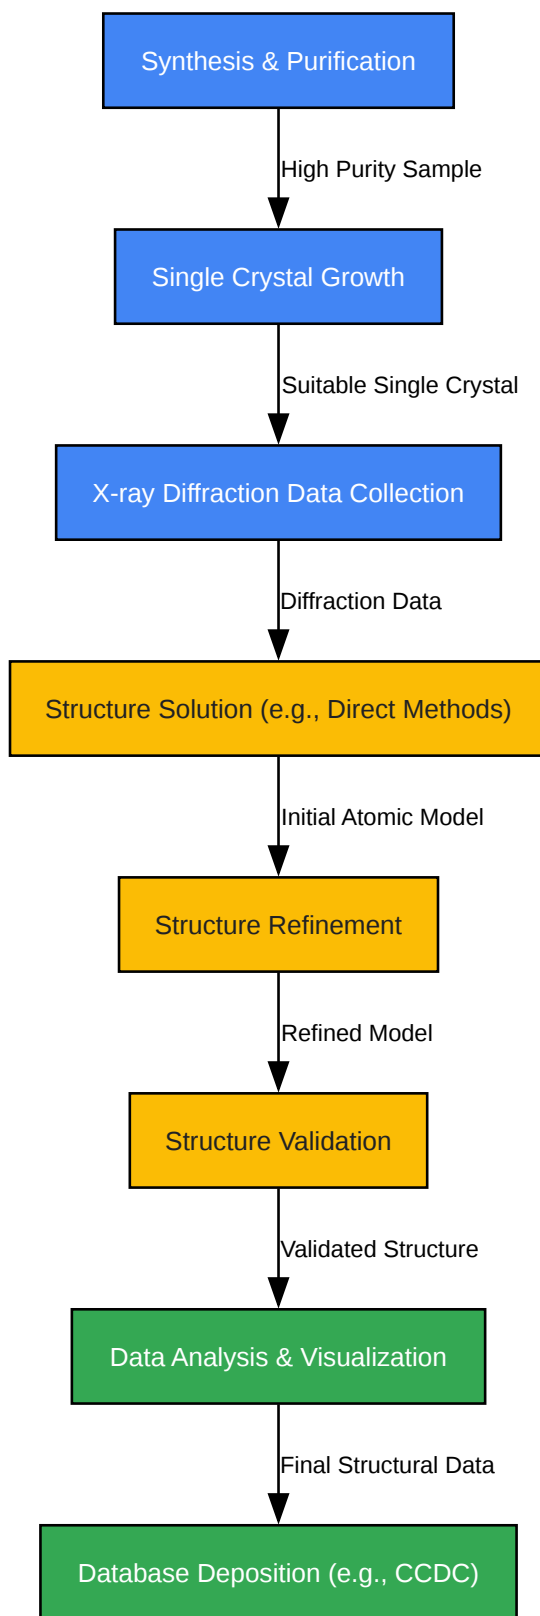 Synthesis & Purification
High Purity Sample
Single Crystal Growth
Suitable Single Crystal
X-ray Diffraction Data Collection
Diffraction Data
Structure Solution (e.g., Direct Methods)
Initial Atomic Model
Structure Refinement
Refined Model
Structure Validation
Validated Structure
Data Analysis & Visualization
Final Structural Data
Database Deposition (e.g., CCDC)